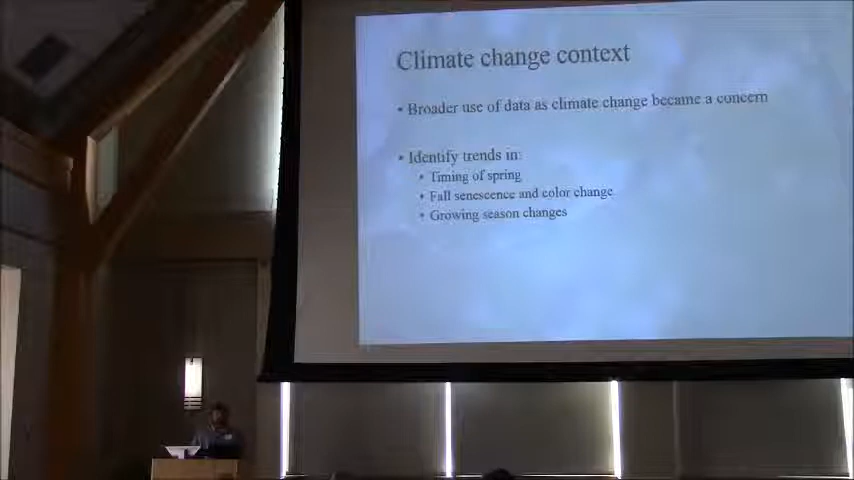 Climate change context
• Broader use of data as climate change became a concern
• Identify trends in:
• Timing of spring
• Fall senescence and color change
• Growing season changes